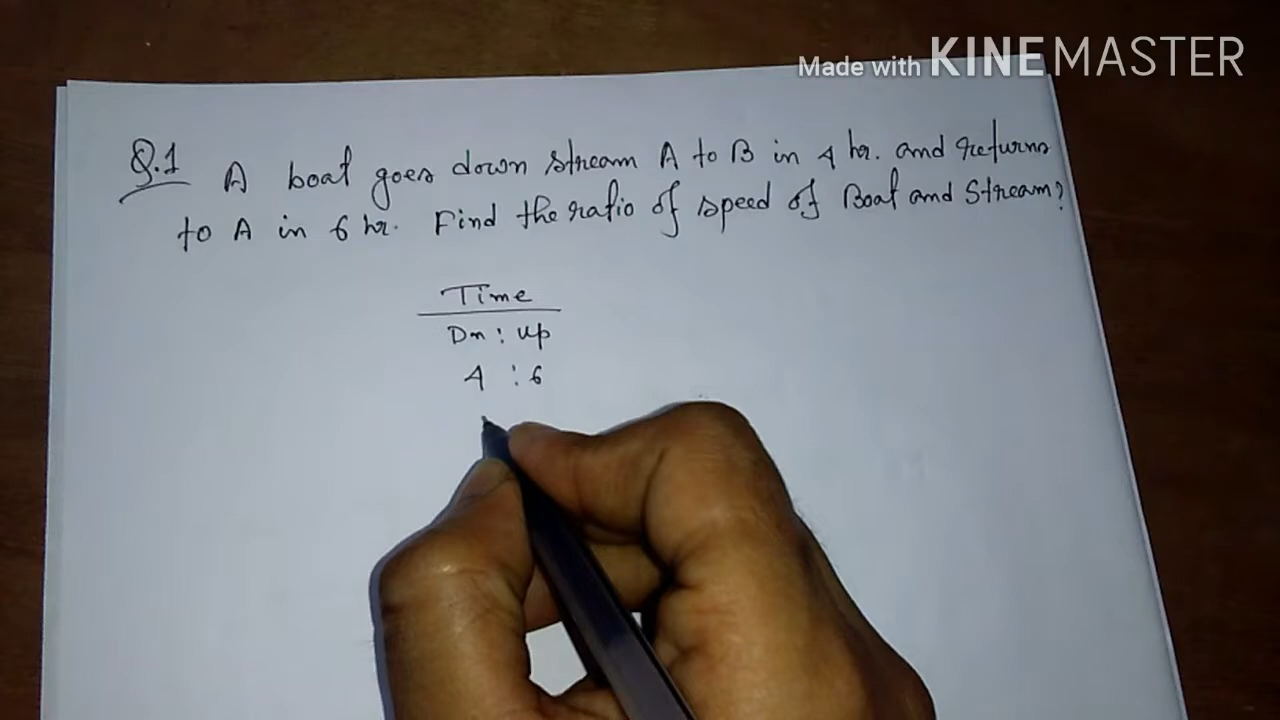 Made with KINEMASTER
Q.1 A boat goes down stream A to B in 4 hr. and returns
to A in 6 hr. Find the ratio of speed of Boat and Stream?
Time
Dn : up
4 : 6